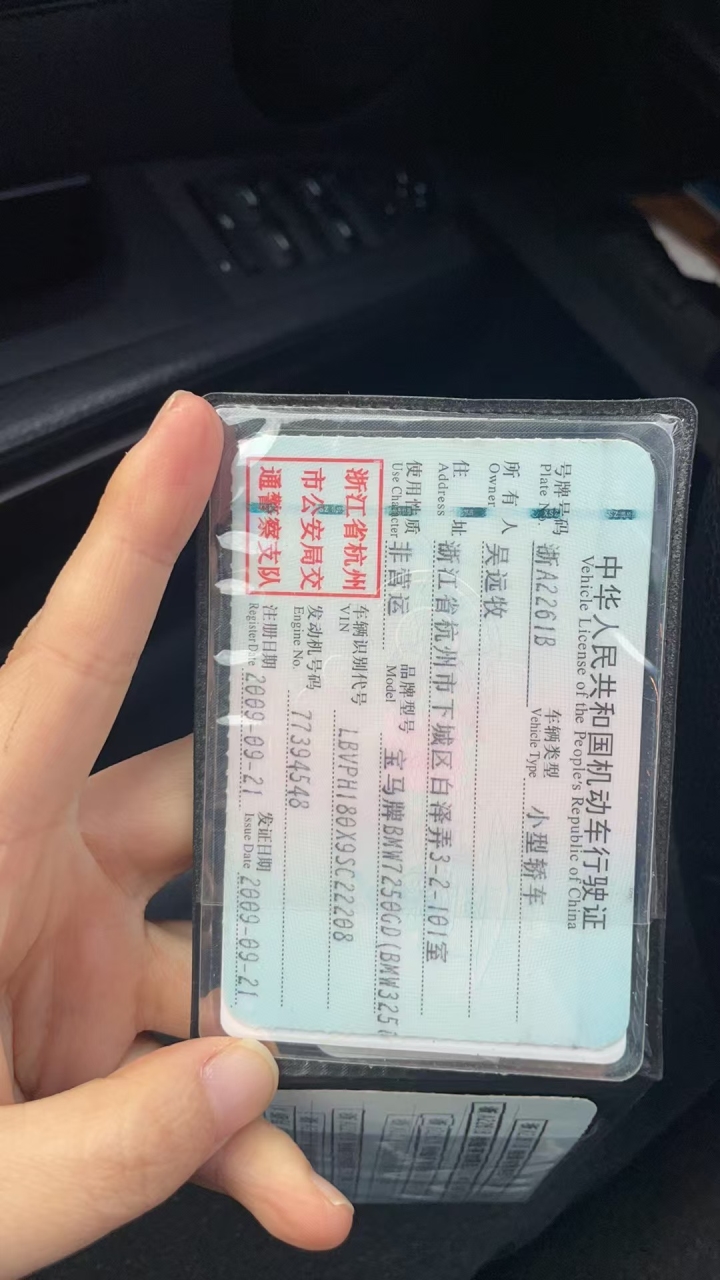 中华人民共和国机动车行驶证
Vehicle License of the People's Republic of China
号牌号码 浙A2261B 车辆类型 小型轿车
Plate No. Vehicle Type
所有人 吴远牧
Owner
住址 浙江省杭州市下城区白泽弄3-2-101室
Address
使用性质 非营运 品牌型号 宝马牌BMW7250GD(BMW325i
Use Character Model
浙江省杭州
市公安局交
通警察支队
车辆识别代号 LBVPH180X9SC22208
VIN
发动机号码 77394548
Engine No.
注册日期 2009-09-21 发证日期 2009-09-21
Register Date Issue Date